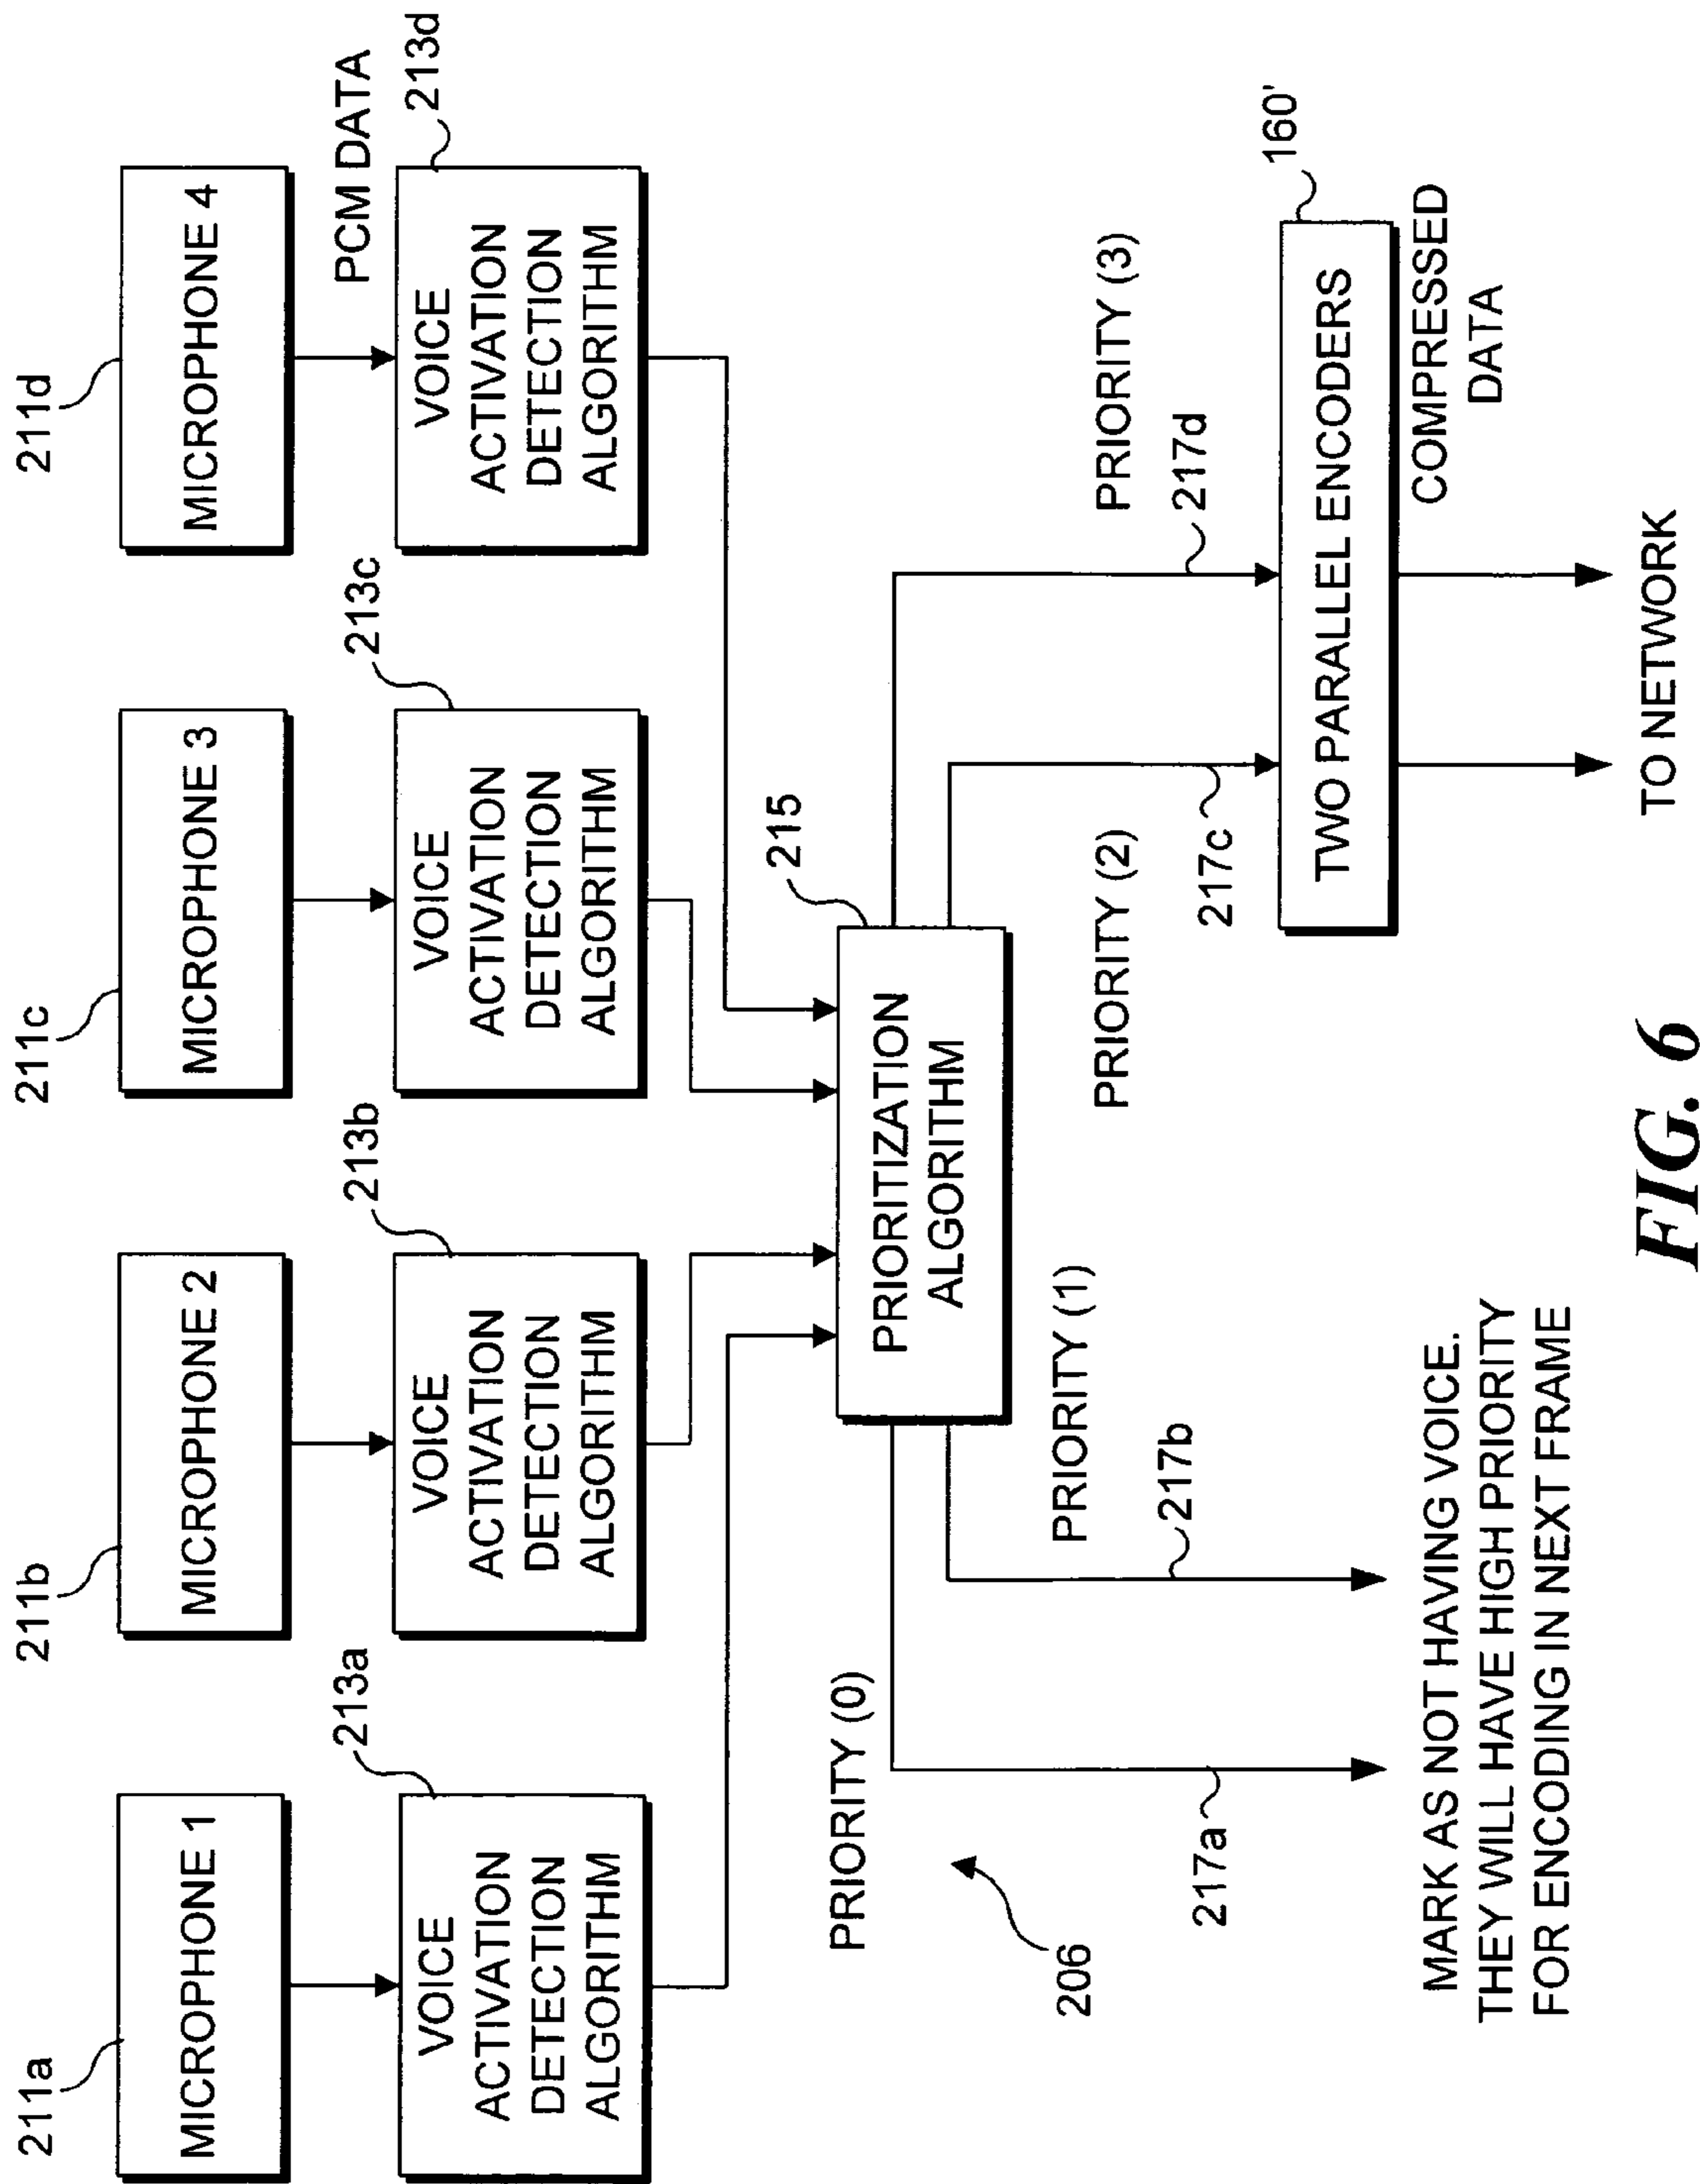 211a
211b
211c
211d
MICROPHONE 1
MICROPHONE 2
MICROPHONE 3
MICROPHONE 4
PCM DATA
213a
213b
213c
213d
VOICE
ACTIVATION
DETECTION
ALGORITHM
VOICE
ACTIVATION
DETECTION
ALGORITHM
VOICE
ACTIVATION
DETECTION
ALGORITHM
VOICE
ACTIVATION
DETECTION
ALGORITHM
215
PRIORITIZATION
ALGORITHM
PRIORITY (0)
PRIORITY (1)
PRIORITY (2)
PRIORITY (3)
206
217a
217b
217c
217d
160'
TWO PARALLEL ENCODERS
COMPRESSED
DATA
MARK AS NOT HAVING VOICE.
THEY WILL HAVE HIGH PRIORITY
FOR ENCODING IN NEXT FRAME
TO NETWORK
FIG. 6